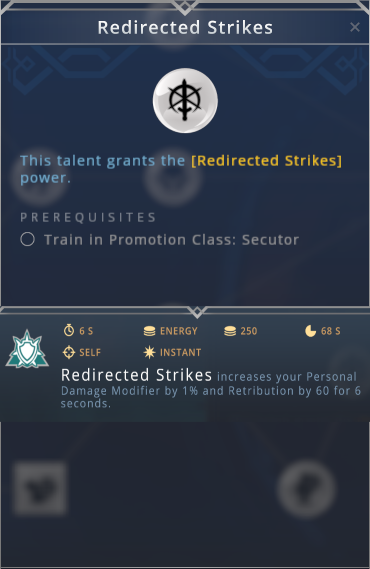 Redirected Strikes
This talent grants the [Redirected Strikes]
power.
PREREQUISITES
Train in Promotion Class: Secutor
6 S ENERGY 250 68 S
SELF INSTANT
Redirected Strikes increases your Personal
Damage Modifier by 1% and Retribution by 60 for 6
seconds.